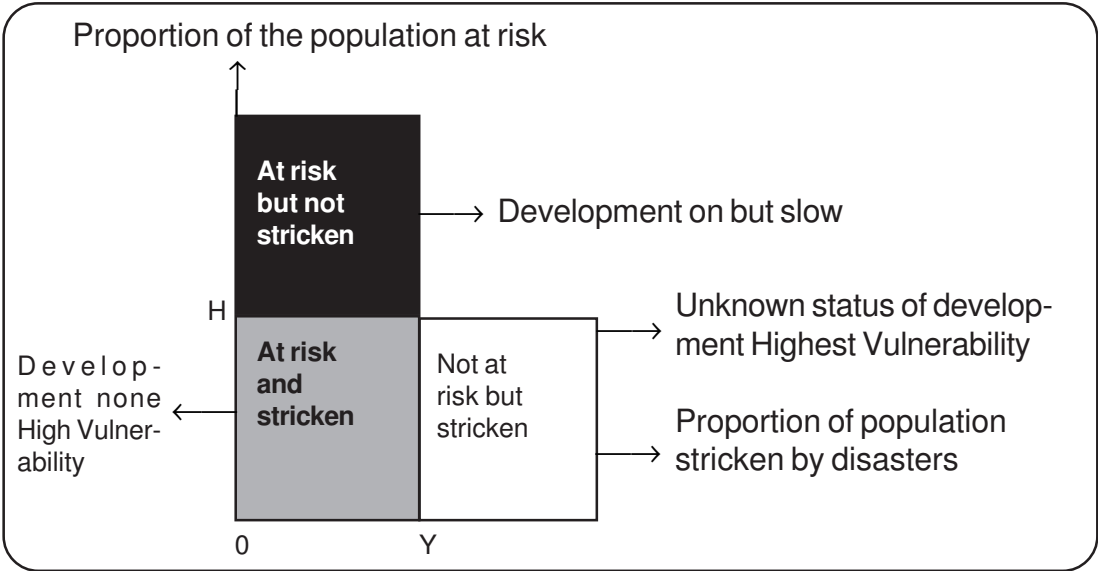 Proportion of the population at risk
At risk
but not
stricken
Development on but slow
H
Unknown status of develop-
ment Highest Vulnerability
At risk
and
stricken
Not at
risk but
stricken
Develop-
ment none
High Vulner-
ability
Proportion of population
stricken by disasters
0
Y